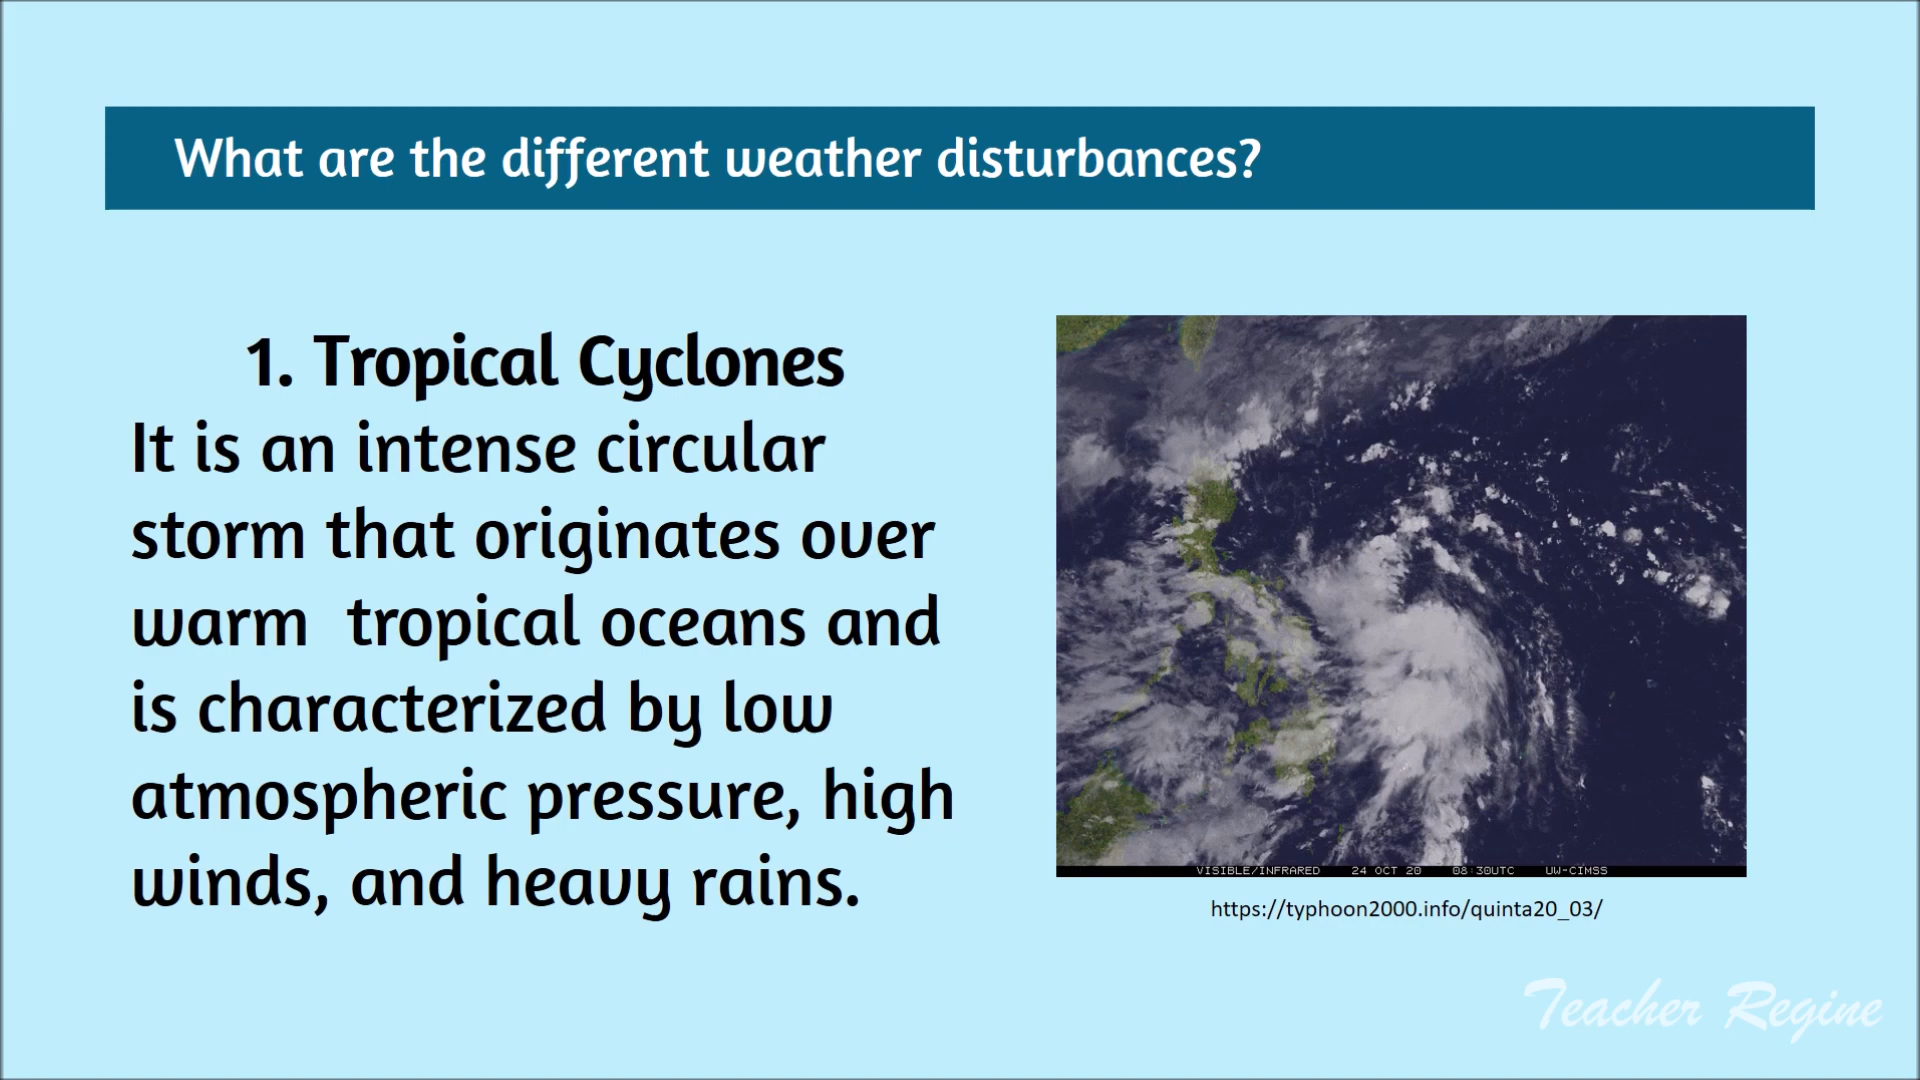 What are the different weather disturbances?
1. Tropical Cyclones
It is an intense circular
storm that originates over
warm  tropical oceans and
is characterized by low
atmospheric pressure, high
winds, and heavy rains.
VISIBLE/INFRARED 24 OCT 20 08:30UTC UW-CIMSS
https://typhoon2000.info/quinta20_03/
Teacher Regine